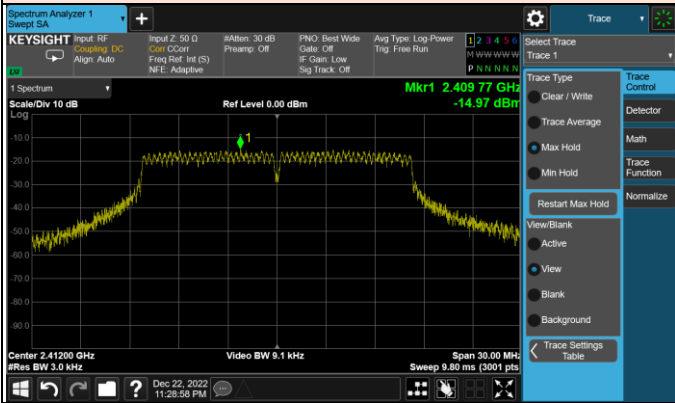 Spectrum Analyzer 1
Swept SA
Trace
KEYSIGHT
Input: RF
Coupling: DC
Align: Auto
Input Z: 50 Ω
Corr CCorr
Freq Ref: Int (S)
NFE: Adaptive
#Atten: 30 dB
Preamp: Off
PNO: Best Wide
Gate: Off
IF Gain: Low
Sig Track: Off
Avg Type: Log-Power
Trig: Free Run
1 2 3 4 5 6
M W W W W W
P N N N N N
LU
1 Spectrum
Scale/Div 10 dB
Log
Ref Level 0.00 dBm
Mkr1 2.409 77 GHz
-14.97 dBm
1
-10.0
-20.0
-30.0
-40.0
-50.0
-60.0
-70.0
-80.0
-90.0
Center 2.41200 GHz
#Res BW 3.0 kHz
Video BW 9.1 kHz
Span 30.00 MHz
Sweep 9.80 ms (3001 pts
Dec 22, 2022
11:28:58 PM
?
Select Trace
Trace 1
Trace Type
Clear / Write
Trace Average
Max Hold
Min Hold
Restart Max Hold
View/Blank
Active
View
Blank
Background
Trace Settings
Table
Trace
Control
Detector
Math
Trace
Function
Normalize